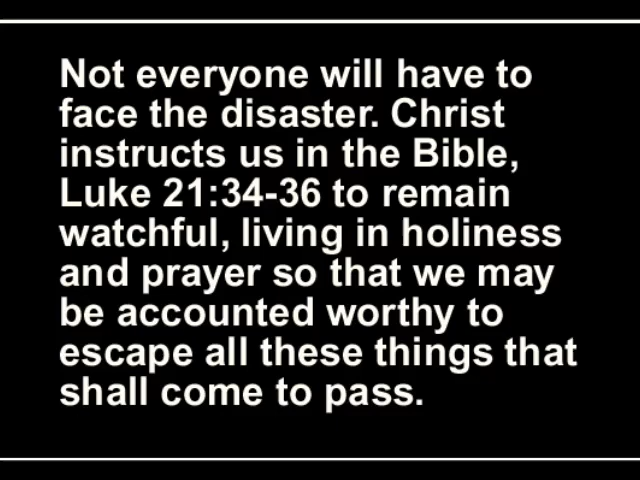 Not everyone will have to
face the disaster. Christ
instructs us in the Bible,
Luke 21:34-36 to remain
watchful, living in holiness
and prayer so that we may
be accounted worthy to
escape all these things that
shall come to pass.